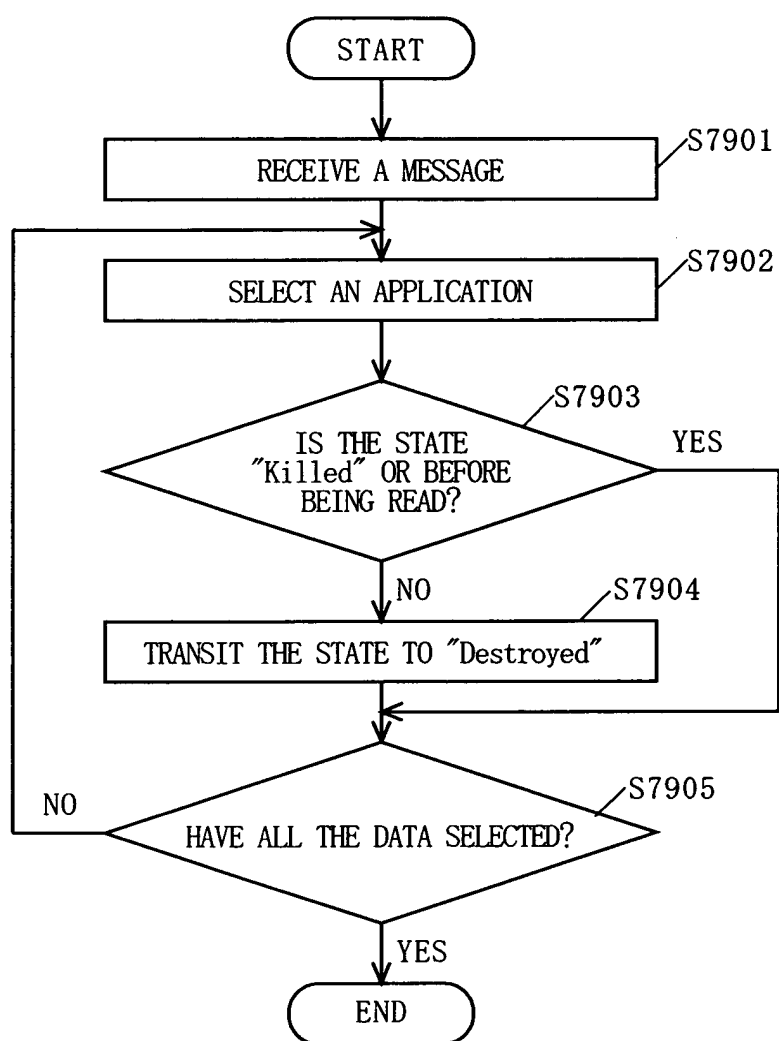 START
S7901
RECEIVE A MESSAGE
S7902
SELECT AN APPLICATION
S7903
IS THE STATE
"Killed" OR BEFORE
BEING READ?
YES
NO
S7904
TRANSIT THE STATE TO "Destroyed"
S7905
NO
HAVE ALL THE DATA SELECTED?
YES
END